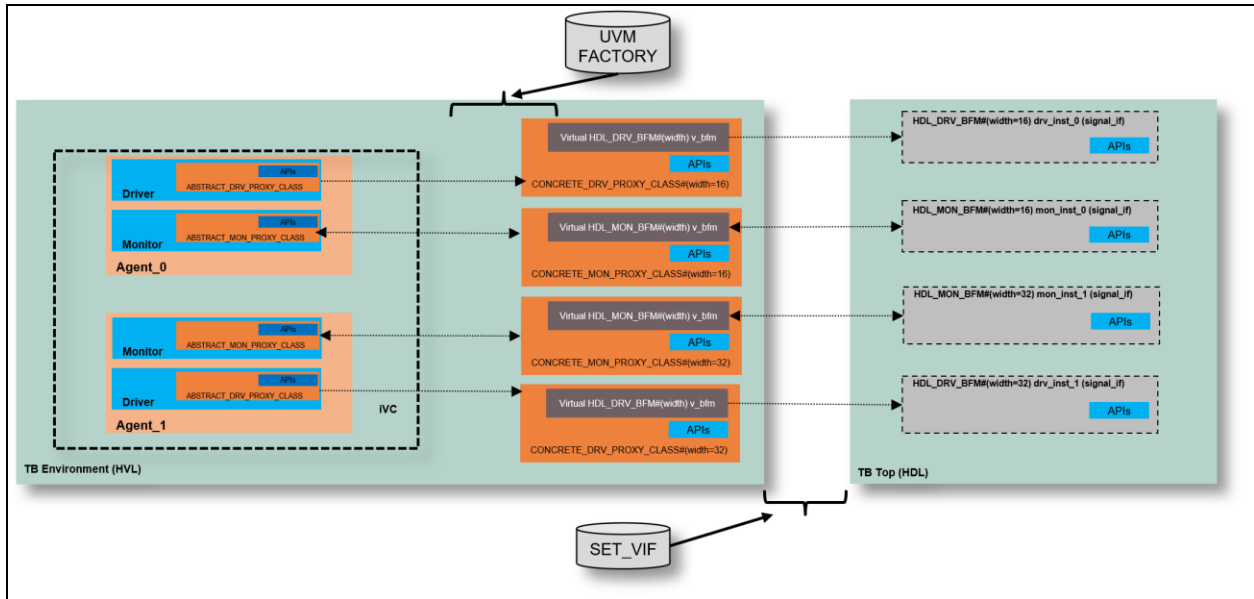 UVM
FACTORY
APIs
ABSTRACT_DRV_PROXY_CLASS
Driver
APIs
ABSTRACT_MON_PROXY_CLASS
Monitor
Agent_0
APIs
ABSTRACT_MON_PROXY_CLASS
Monitor
APIs
ABSTRACT_DRV_PROXY_CLASS
Driver
Agent_1
iVC
TB Environment (HVL)
Virtual HDL_DRV_BFM#(width) v_bfm
APIs
CONCRETE_DRV_PROXY_CLASS#(width=16)
Virtual HDL_MON_BFM#(width) v_bfm
APIs
CONCRETE_MON_PROXY_CLASS#(width=16)
Virtual HDL_MON_BFM#(width) v_bfm
APIs
CONCRETE_MON_PROXY_CLASS#(width=32)
Virtual HDL_DRV_BFM#(width) v_bfm
APIs
CONCRETE_DRV_PROXY_CLASS#(width=32)
HDL_DRV_BFM#(width=16) drv_inst_0 (signal_if)
APIs
HDL_MON_BFM#(width=16) mon_inst_0 (signal_if)
APIs
HDL_MON_BFM#(width=32) mon_inst_1 (signal_if)
APIs
HDL_DRV_BFM#(width=32) drv_inst_1 (signal_if)
APIs
TB Top (HDL)
SET_VIF